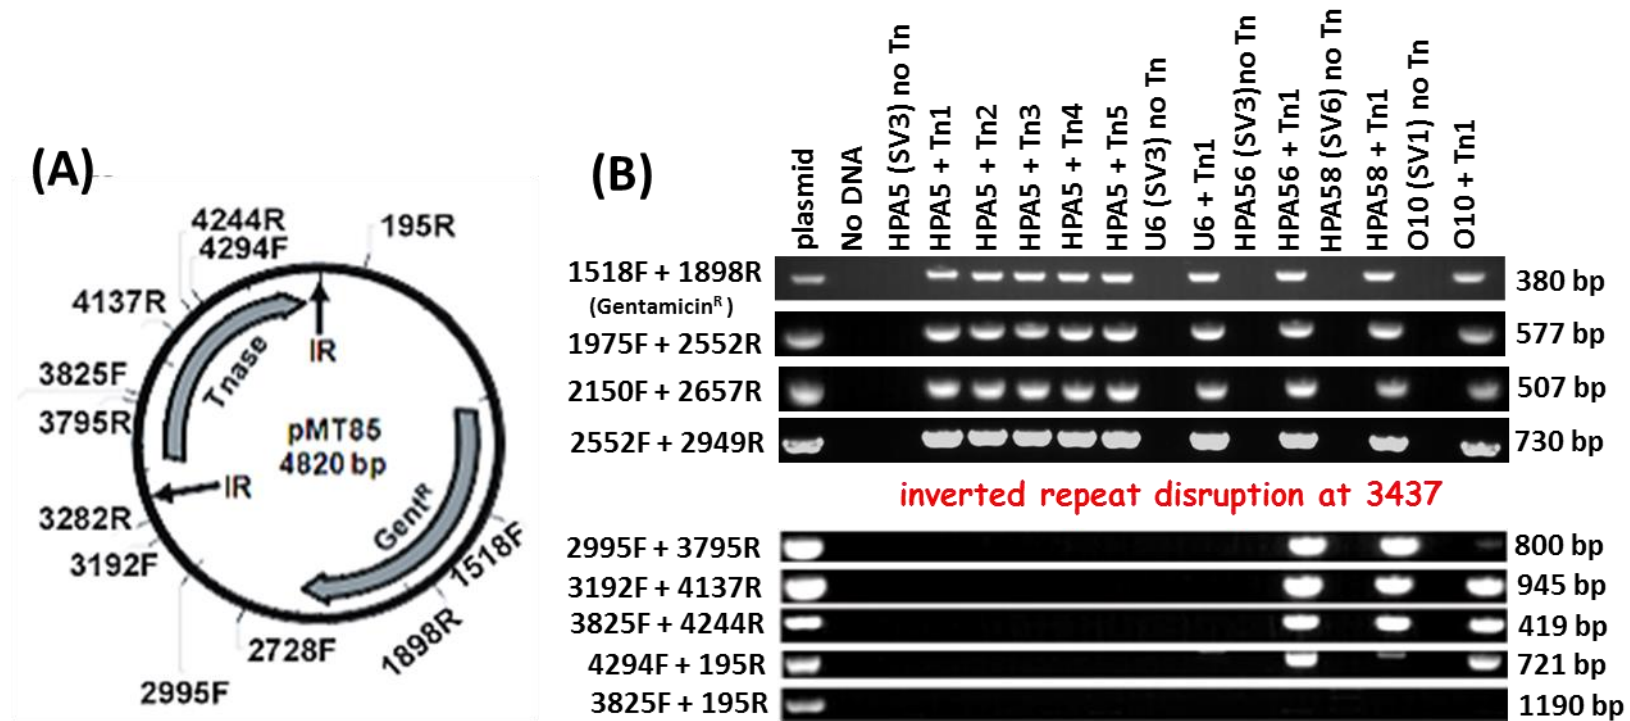 (A)
4244R
4294F
195R
4137R
3825F
3795R
3282R
3192F
2995F
2728F
1898R
1518F
Tnase
IR
IR
pMT85
4820 bp
Gent^R
(B)
plasmid
No DNA
HPA5 (SV3) no Tn
HPA5 + Tn1
HPA5 + Tn2
HPA5 + Tn3
HPA5 + Tn4
HPA5 + Tn5
U6 (SV3) no Tn
U6 + Tn1
HPA56 (SV3)no Tn
HPA56 + Tn1
HPA58 (SV6) no Tn
HPA58 + Tn1
O10 (SV1) no Tn
O10 + Tn1
1518F + 1898R 380 bp
(Gentamicin^R )
1975F + 2552R 577 bp
2150F + 2657R 507 bp
2552F + 2949R 730 bp
inverted repeat disruption at 3437
2995F + 3795R 800 bp
3192F + 4137R 945 bp
3825F + 4244R 419 bp
4294F + 195R 721 bp
3825F + 195R 1190 bp